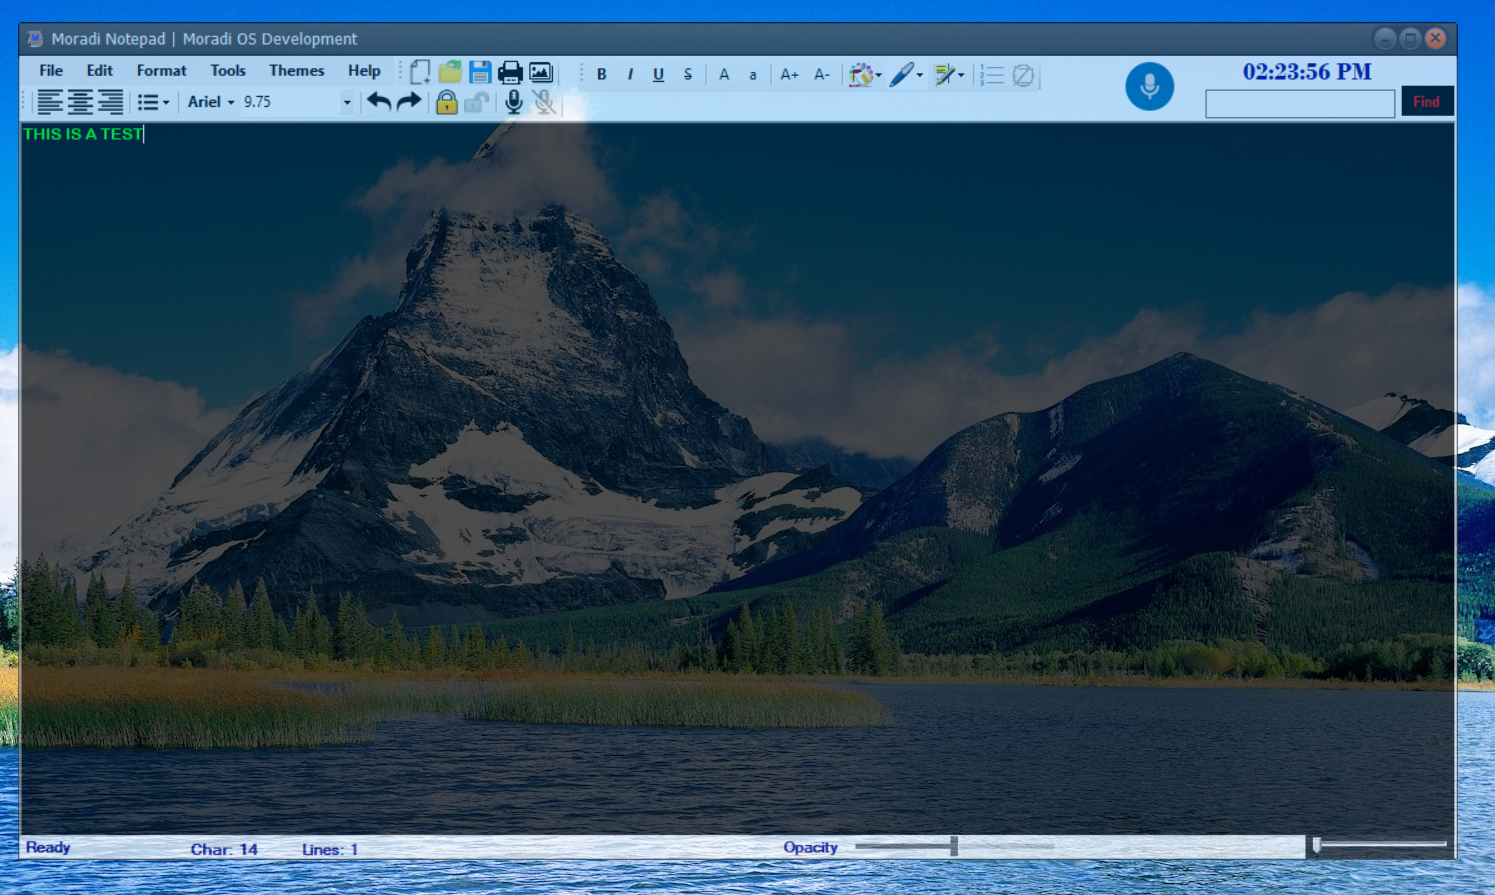 Moradi Notepad | Moradi OS Development
File Edit Format Tools Themes Help
B I U S A a A+ A-
02:23:56 PM
Ariel 9.75
Find
THIS IS A TEST
Ready Char: 14 Lines: 1 Opacity